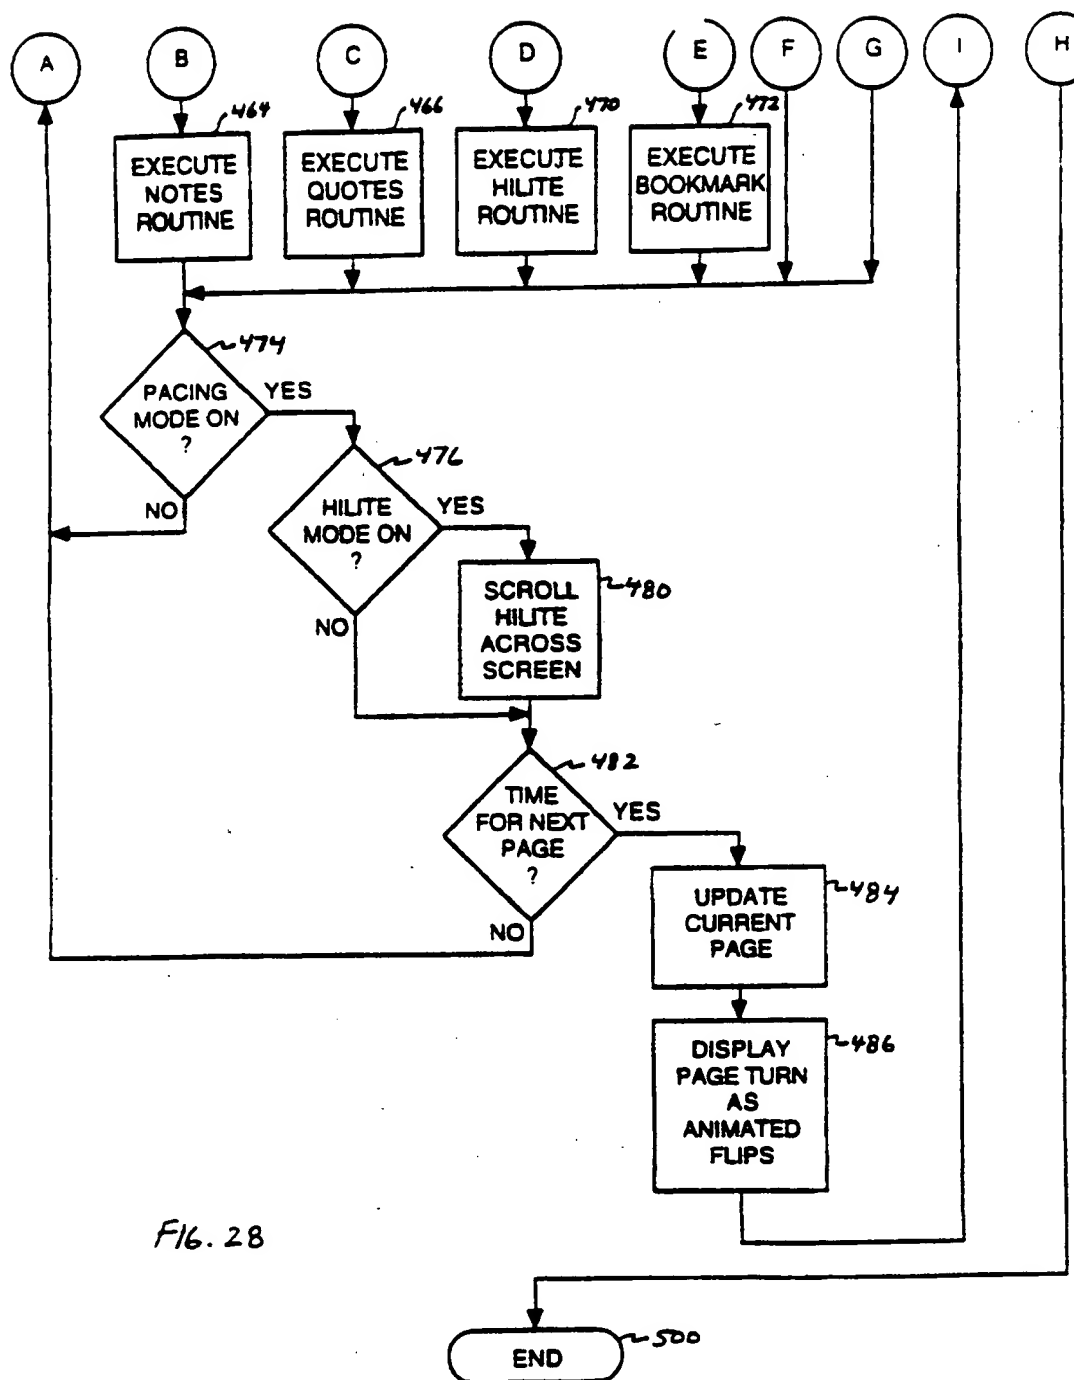 A B C D E F G I H
464 466 470 472
EXECUTE
NOTES
ROUTINE
EXECUTE
QUOTES
ROUTINE
EXECUTE
HILITE
ROUTINE
EXECUTE
BOOKMARK
ROUTINE
474
PACING
MODE ON
?
YES
NO
476
HILITE
MODE ON
?
YES
NO
480
SCROLL
HILITE
ACROSS
SCREEN
482
TIME
FOR NEXT
PAGE
?
YES
NO
484
UPDATE
CURRENT
PAGE
486
DISPLAY
PAGE TURN
AS
ANIMATED
FLIPS
FIG. 28
500
END